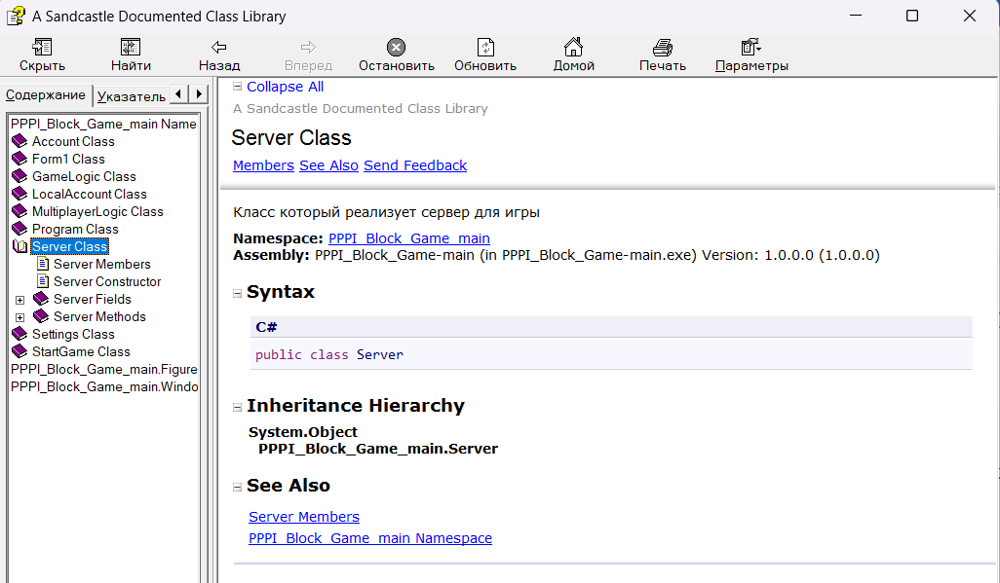 A Sandcastle Documented Class Library
Скрыть Найти Назад Вперед Остановить Обновить Домой Печать Параметры
Содержание Указатель
PPPI_Block_Game_main Name
Account Class
Form1 Class
GameLogic Class
LocalAccount Class
MultiplayerLogic Class
Program Class
Server Class
Server Members
Server Constructor
Server Fields
Server Methods
Settings Class
StartGame Class
PPPI_Block_Game_main.Figure
PPPI_Block_Game_main.Windo
Collapse All
A Sandcastle Documented Class Library
Server Class
Members See Also Send Feedback
Класс который реализует сервер для игры
Namespace: PPPI_Block_Game_main
Assembly: PPPI_Block_Game-main (in PPPI_Block_Game-main.exe) Version: 1.0.0.0 (1.0.0.0)
Syntax
C#
public class Server
Inheritance Hierarchy
System.Object
PPPI_Block_Game_main.Server
See Also
Server Members
PPPI_Block_Game_main Namespace